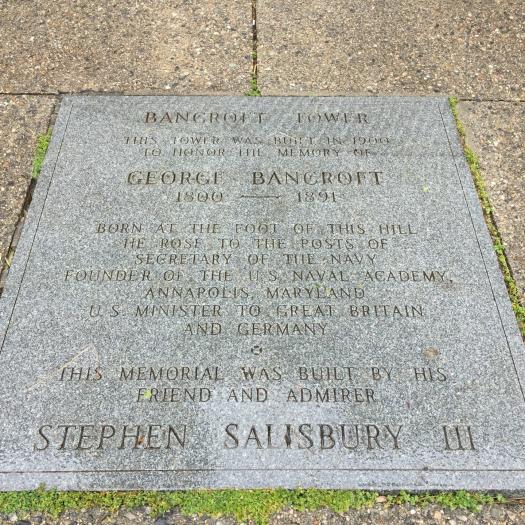 BANCROFT TOWER
THIS TOWER WAS BUILT IN 1900
TO HONOR THE MEMORY OF
GEORGE BANCROFT
1800 — 1891
BORN AT THE FOOT OF THIS HILL
HE ROSE TO THE POSTS OF
SECRETARY OF THE NAVY
FOUNDER OF THE U.S. NAVAL ACADEMY,
ANNAPOLIS, MARYLAND
U.S. MINISTER TO GREAT BRITAIN
AND GERMANY
THIS MEMORIAL WAS BUILT BY HIS
FRIEND AND ADMIRER
STEPHEN SALISBURY III